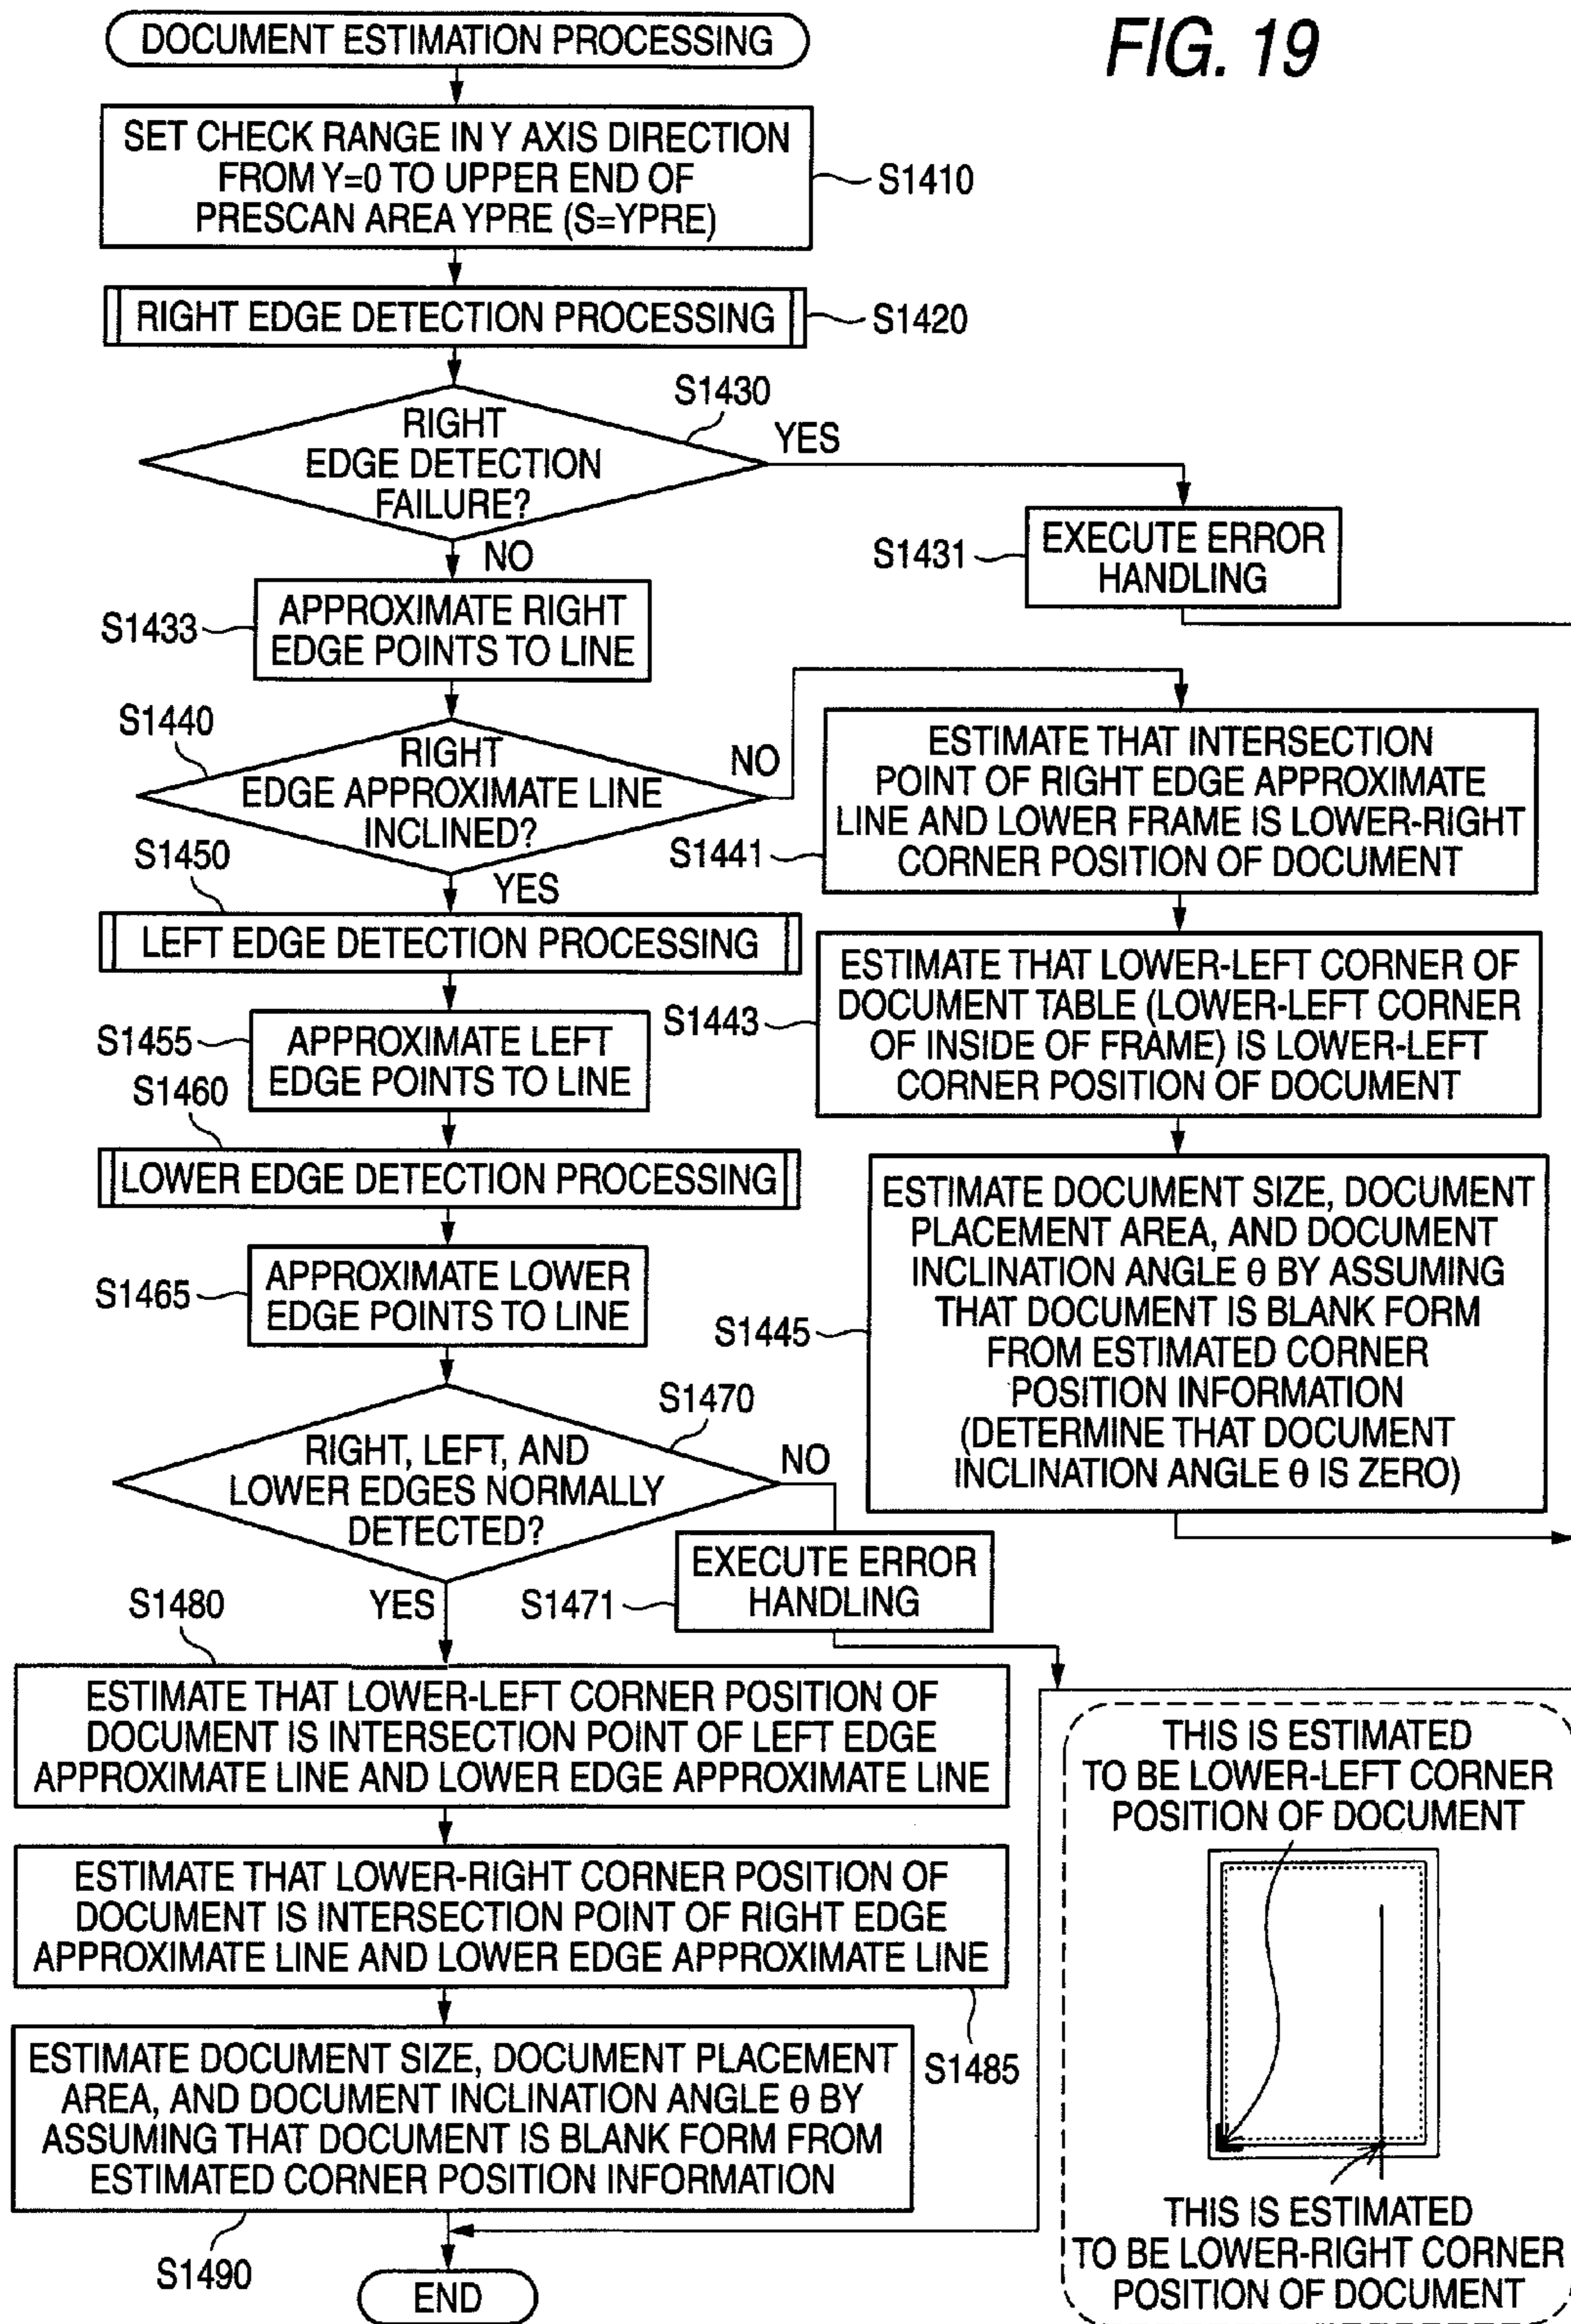 FIG. 19
DOCUMENT ESTIMATION PROCESSING
SET CHECK RANGE IN Y AXIS DIRECTION
FROM Y=0 TO UPPER END OF
PRESCAN AREA YPRE (S=YPRE)
S1410
RIGHT EDGE DETECTION PROCESSING
S1420
S1430
RIGHT
EDGE DETECTION
FAILURE?
YES
NO
S1431
EXECUTE ERROR
HANDLING
S1433
APPROXIMATE RIGHT
EDGE POINTS TO LINE
S1440
RIGHT
EDGE APPROXIMATE LINE
INCLINED?
NO
YES
S1441
ESTIMATE THAT INTERSECTION
POINT OF RIGHT EDGE APPROXIMATE
LINE AND LOWER FRAME IS LOWER-RIGHT
CORNER POSITION OF DOCUMENT
S1443
ESTIMATE THAT LOWER-LEFT CORNER OF
DOCUMENT TABLE (LOWER-LEFT CORNER
OF INSIDE OF FRAME) IS LOWER-LEFT
CORNER POSITION OF DOCUMENT
S1445
ESTIMATE DOCUMENT SIZE, DOCUMENT
PLACEMENT AREA, AND DOCUMENT
INCLINATION ANGLE θ BY ASSUMING
THAT DOCUMENT IS BLANK FORM
FROM ESTIMATED CORNER
POSITION INFORMATION
(DETERMINE THAT DOCUMENT
INCLINATION ANGLE θ IS ZERO)
S1450
LEFT EDGE DETECTION PROCESSING
S1455
APPROXIMATE LEFT
EDGE POINTS TO LINE
S1460
LOWER EDGE DETECTION PROCESSING
S1465
APPROXIMATE LOWER
EDGE POINTS TO LINE
S1470
RIGHT, LEFT, AND
LOWER EDGES NORMALLY
DETECTED?
NO
YES
S1471
EXECUTE ERROR
HANDLING
S1480
ESTIMATE THAT LOWER-LEFT CORNER POSITION OF
DOCUMENT IS INTERSECTION POINT OF LEFT EDGE
APPROXIMATE LINE AND LOWER EDGE APPROXIMATE LINE
ESTIMATE THAT LOWER-RIGHT CORNER POSITION OF
DOCUMENT IS INTERSECTION POINT OF RIGHT EDGE
APPROXIMATE LINE AND LOWER EDGE APPROXIMATE LINE
S1485
ESTIMATE DOCUMENT SIZE, DOCUMENT PLACEMENT
AREA, AND DOCUMENT INCLINATION ANGLE θ BY
ASSUMING THAT DOCUMENT IS BLANK FORM FROM
ESTIMATED CORNER POSITION INFORMATION
S1490
END
THIS IS ESTIMATED
TO BE LOWER-LEFT CORNER
POSITION OF DOCUMENT
THIS IS ESTIMATED
TO BE LOWER-RIGHT CORNER
POSITION OF DOCUMENT